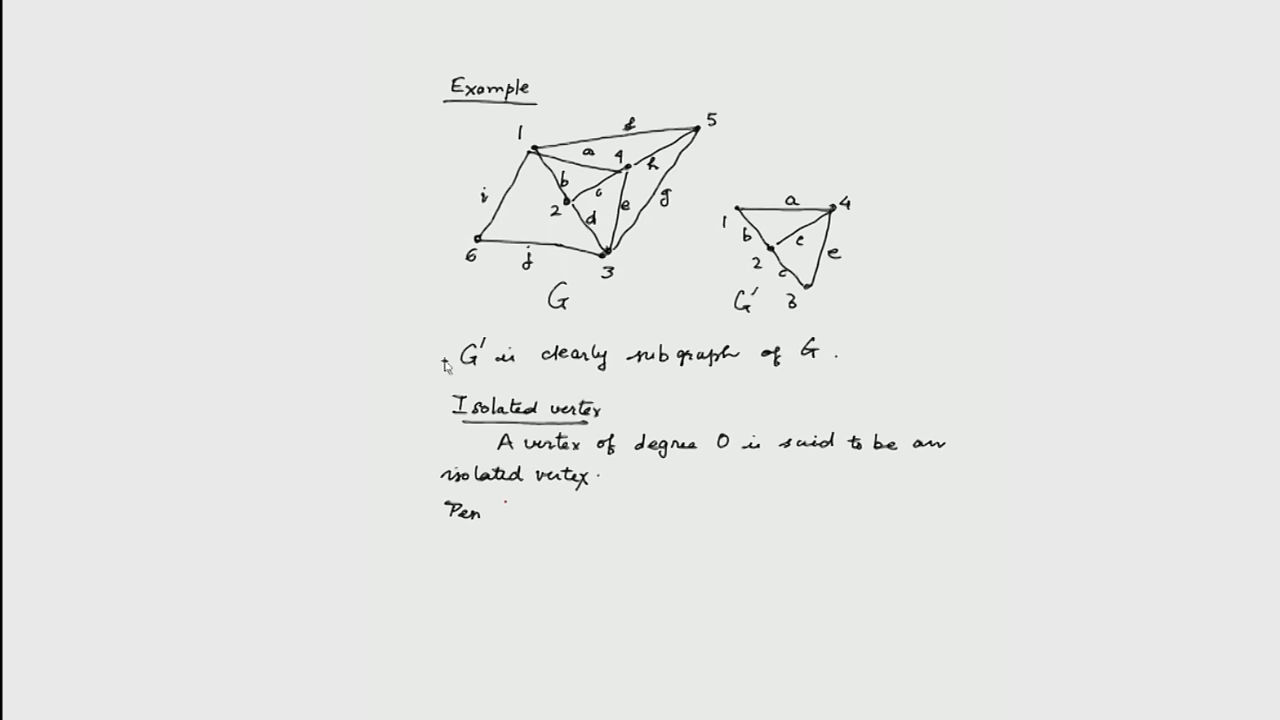 Example
1 5
f
a 4 h
b c
i 2 d e g
6 j 3
G
1 a 4
b c e
2 c
G' 3
G' is clearly subgraph of G.
Isolated vertex
A vertex of degree 0 is said to be an
isolated vertex.
Pen